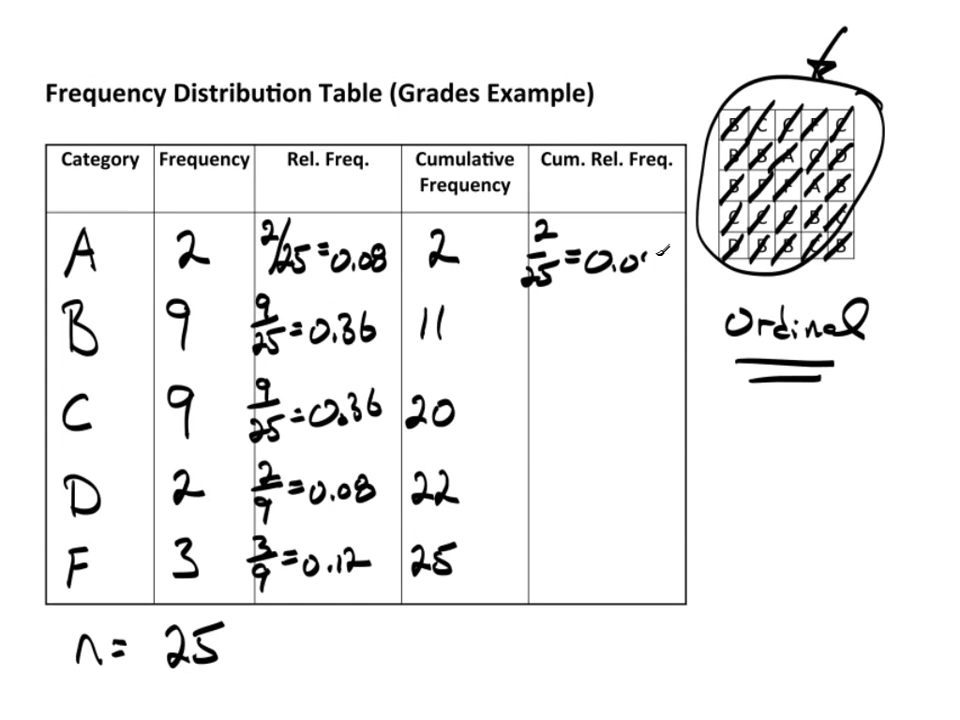 Frequency Distribution Table (Grades Example)
Category Frequency Rel. Freq. Cumulative Frequency Cum. Rel. Freq.
A 2 2/25 = 0.08 2 2/25 = 0.0
B 9 9/25 = 0.36 11
C 9 9/25 = 0.36 20
D 2 2/9 = 0.08 22
F 3 3/9 = 0.12 25
n = 25
B C C F C
B B A C D
B F F A B
C C C B C
D B B C B
Ordinal